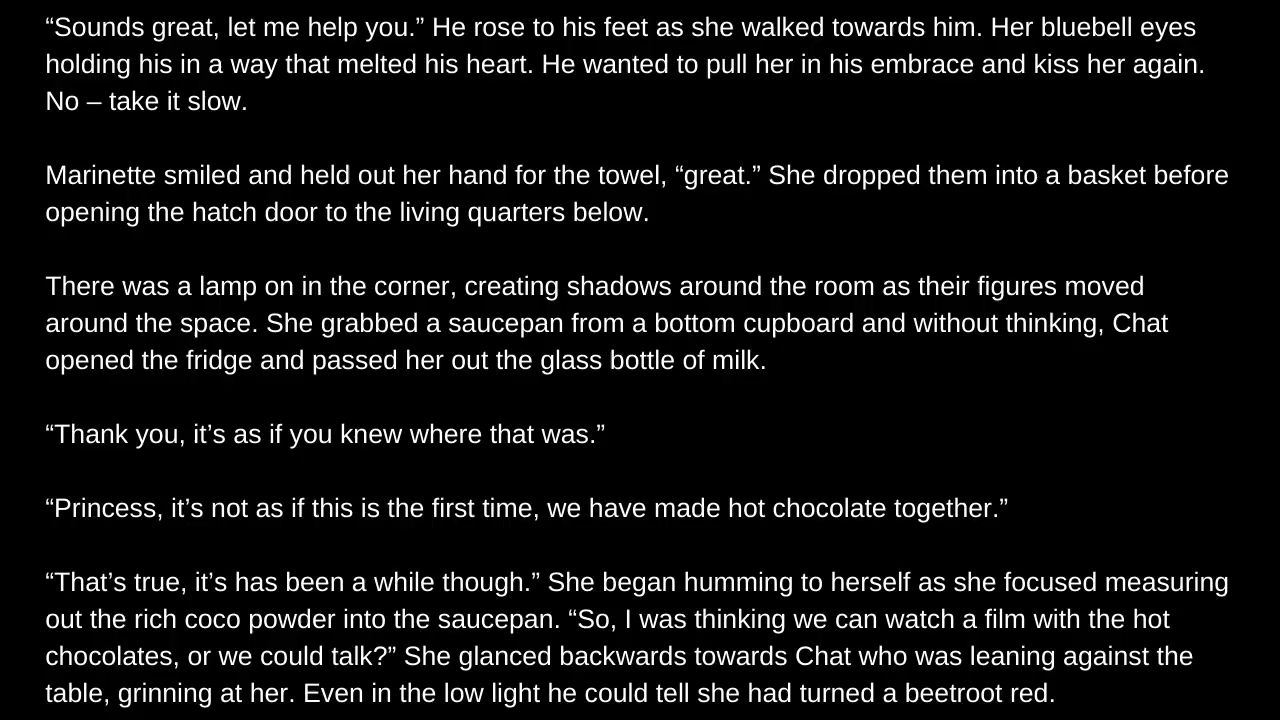 “Sounds great, let me help you.” He rose to his feet as she walked towards him. Her bluebell eyes
holding his in a way that melted his heart. He wanted to pull her in his embrace and kiss her again.
No – take it slow.
Marinette smiled and held out her hand for the towel, “great.” She dropped them into a basket before
opening the hatch door to the living quarters below.
There was a lamp on in the corner, creating shadows around the room as their figures moved
around the space. She grabbed a saucepan from a bottom cupboard and without thinking, Chat
opened the fridge and passed her out the glass bottle of milk.
“Thank you, it’s as if you knew where that was.”
“Princess, it’s not as if this is the first time, we have made hot chocolate together.”
“That’s true, it’s has been a while though.” She began humming to herself as she focused measuring
out the rich coco powder into the saucepan. “So, I was thinking we can watch a film with the hot
chocolates, or we could talk?” She glanced backwards towards Chat who was leaning against the
table, grinning at her. Even in the low light he could tell she had turned a beetroot red.